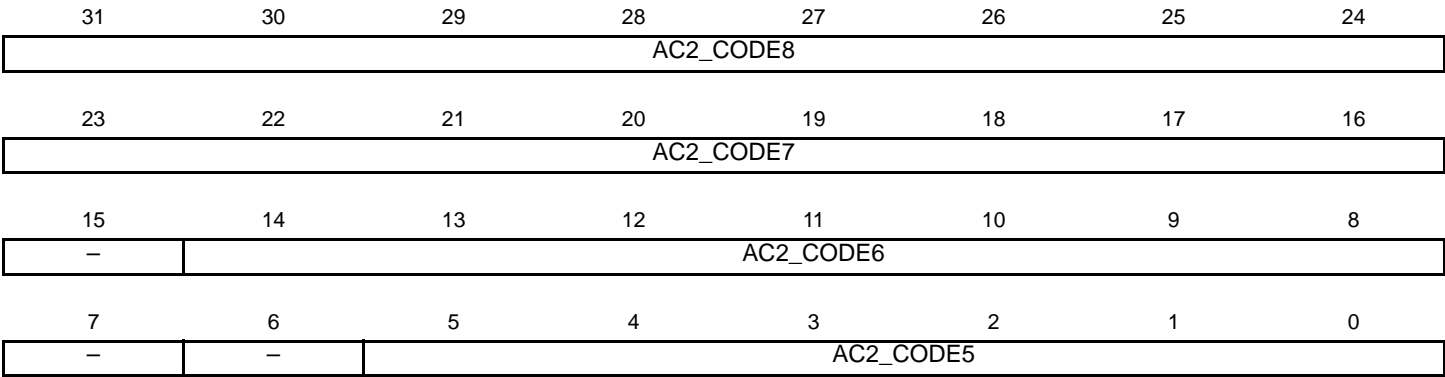 31 30 29 28 27 26 25 24
AC2_CODE8
23 22 21 20 19 18 17 16
AC2_CODE7
15 14 13 12 11 10 9 8
– AC2_CODE6
7 6 5 4 3 2 1 0
– – AC2_CODE5